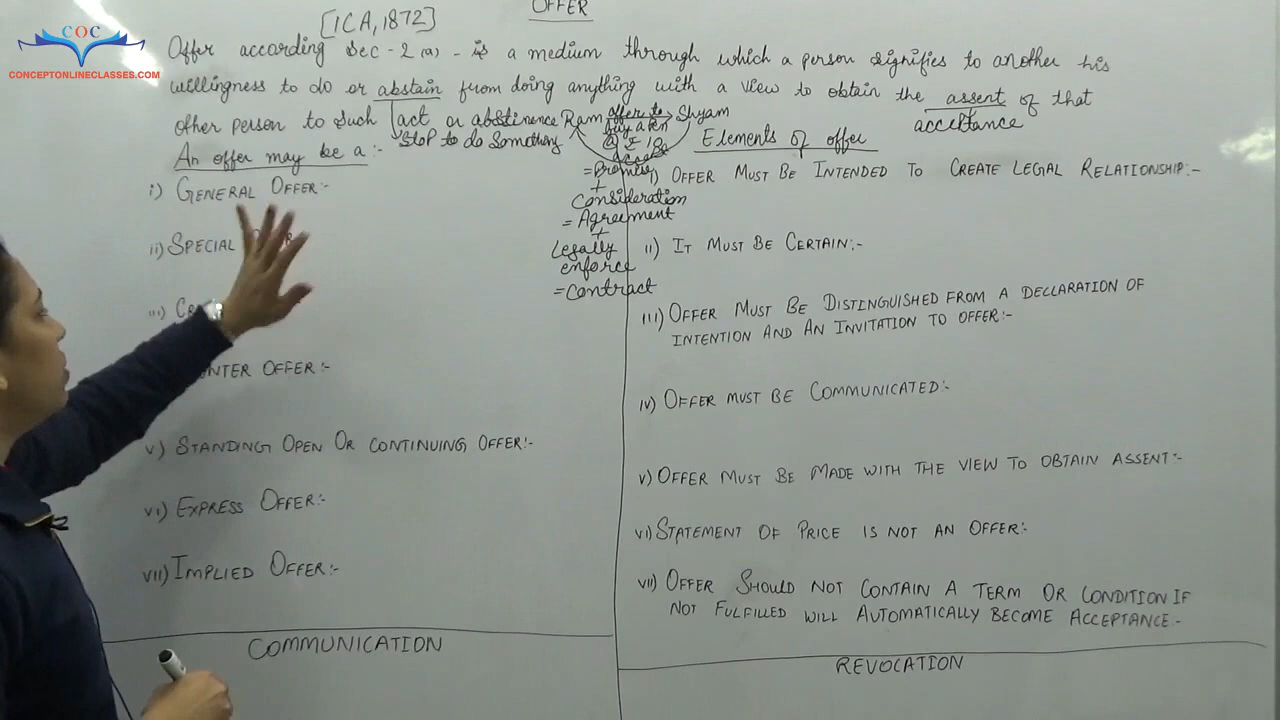 COC
CONCEPTONLINECLASSES.COM
OFFER
[ICA, 1872]
Offer according Sec-2(a) - is a medium through which a person signifies to another his
willingness to do or abstain from doing anything with a view to obtain the assent of that
other person to such act or abstinence
acceptance
Stop to do Something
Ram offer to Shyam
buy a pen
@ ₹ 10
accept
= Promise
+
Consideration
= Agreement
+
Legally
enforce
= Contract
An offer may be a:-
i) GENERAL OFFER:-
ii) SPECIAL
iii)
OFFER:-
v) STANDING OPEN OR CONTINUING OFFER:-
vi) EXPRESS OFFER:-
vii) IMPLIED OFFER:-
COMMUNICATION
Elements of offer
i) OFFER MUST BE INTENDED TO CREATE LEGAL RELATIONSHIP:-
ii) IT MUST BE CERTAIN:-
iii) OFFER MUST BE DISTINGUISHED FROM A DECLARATION OF
INTENTION AND AN INVITATION TO OFFER:-
iv) OFFER MUST BE COMMUNICATED:-
v) OFFER MUST BE MADE WITH THE VIEW TO OBTAIN ASSENT:-
vi) STATEMENT OF PRICE IS NOT AN OFFER:-
vii) OFFER SHOULD NOT CONTAIN A TERM OR CONDITION IF
NOT FULFILLED WILL AUTOMATICALLY BECOME ACCEPTANCE-
REVOCATION